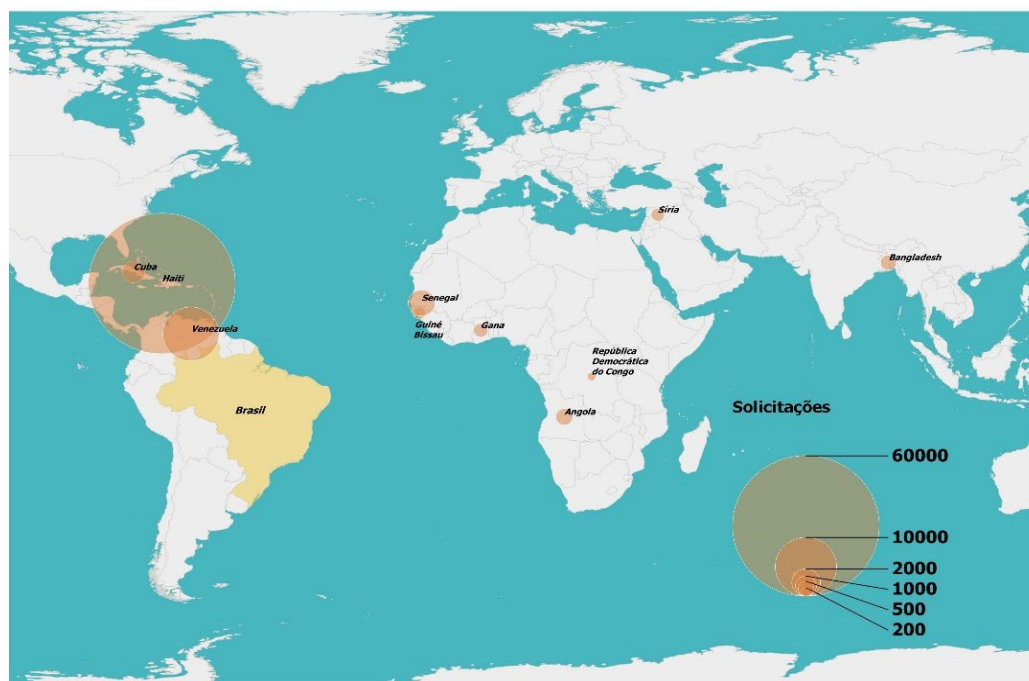 Síria
Bangladesh
Cuba
Haiti
Senegal
Venezuela
Guiné
Bissau
Gana
República
Democrática
do Congo
Brasil
Angola
Solicitações
60000
10000
2000
1000
500
200